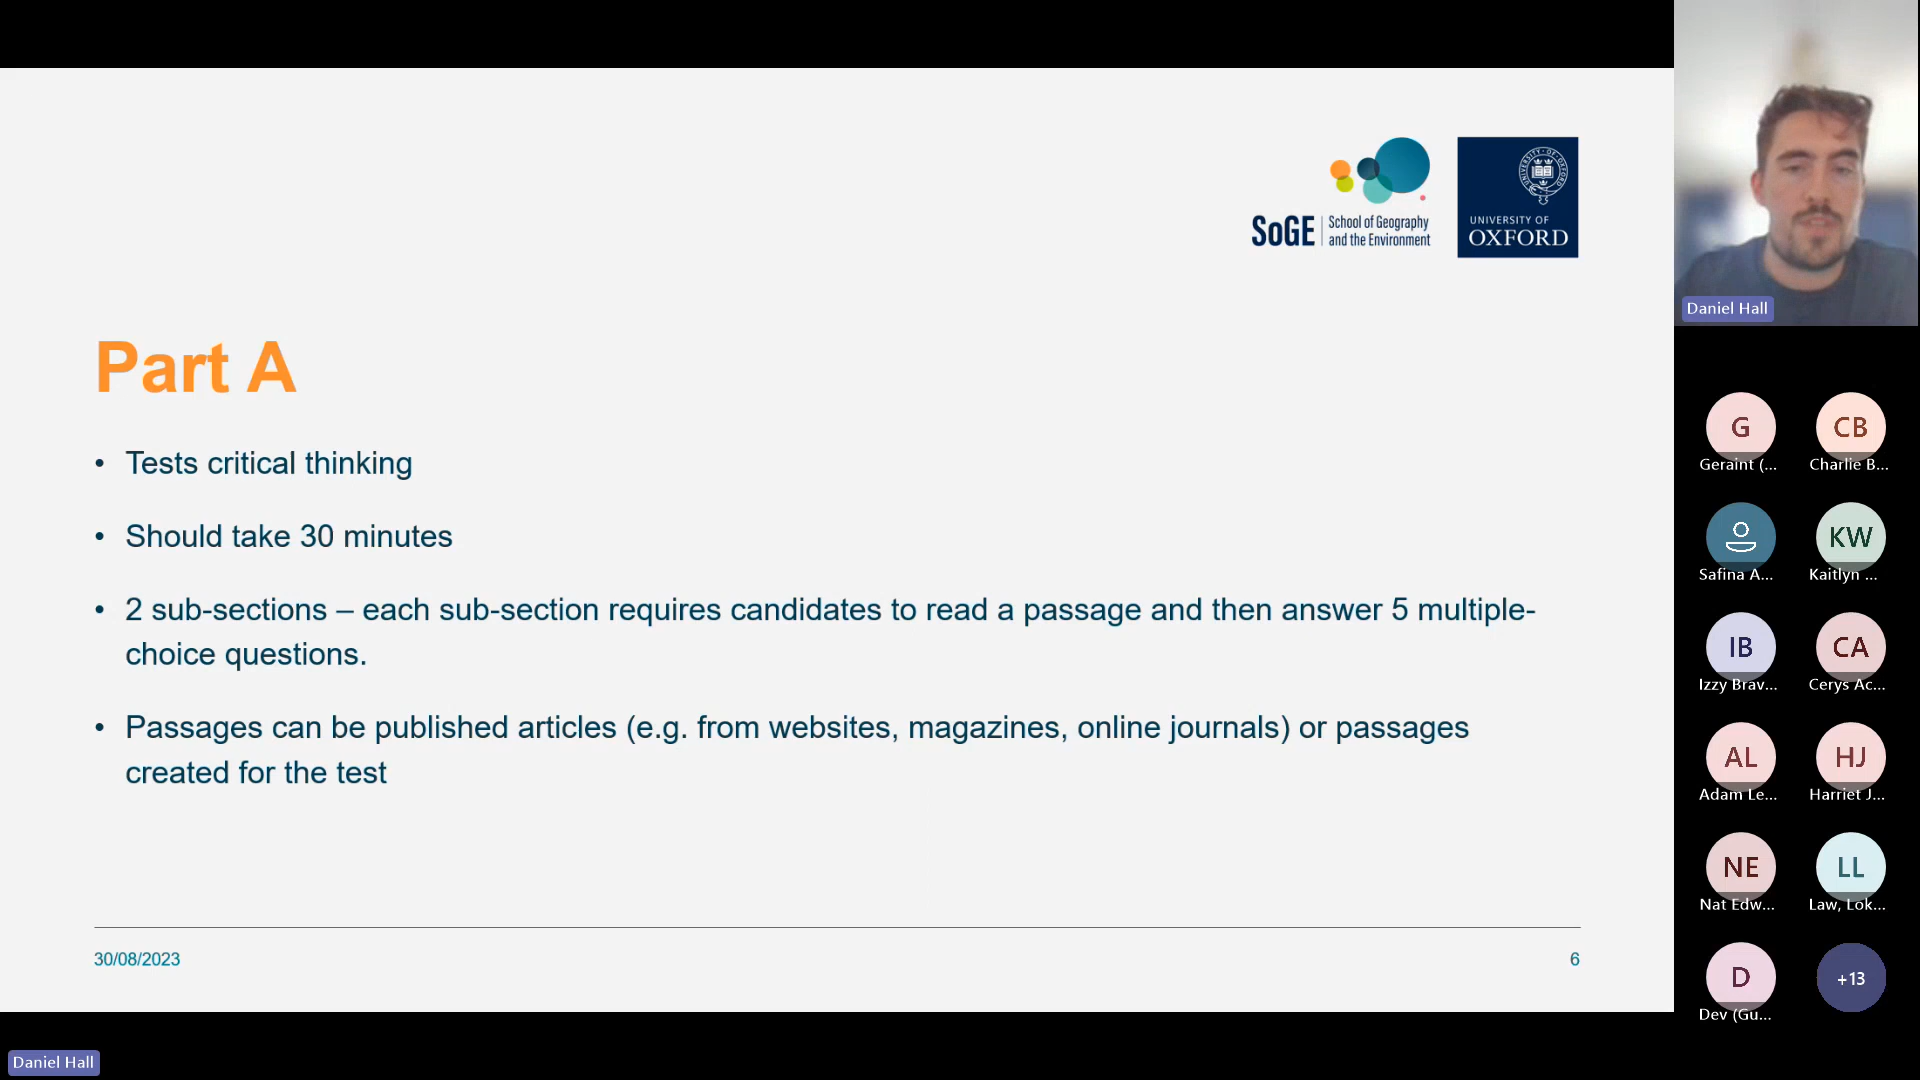 SoGE
School of Geography
and the Environment
UNIVERSITY OF
OXFORD
Part A
• Tests critical thinking
• Should take 30 minutes
• 2 sub-sections – each sub-section requires candidates to read a passage and then answer 5 multiple-
choice questions.
• Passages can be published articles (e.g. from websites, magazines, online journals) or passages
created for the test
30/08/2023
6
Daniel Hall
Daniel Hall
G
Geraint (...
CB
Charlie B...
Safina A...
KW
Kaitlyn ...
IB
Izzy Brav...
CA
Cerys Ac...
AL
Adam Le...
HJ
Harriet J...
NE
Nat Edw...
LL
Law, Lok...
D
Dev (Gu...
+13